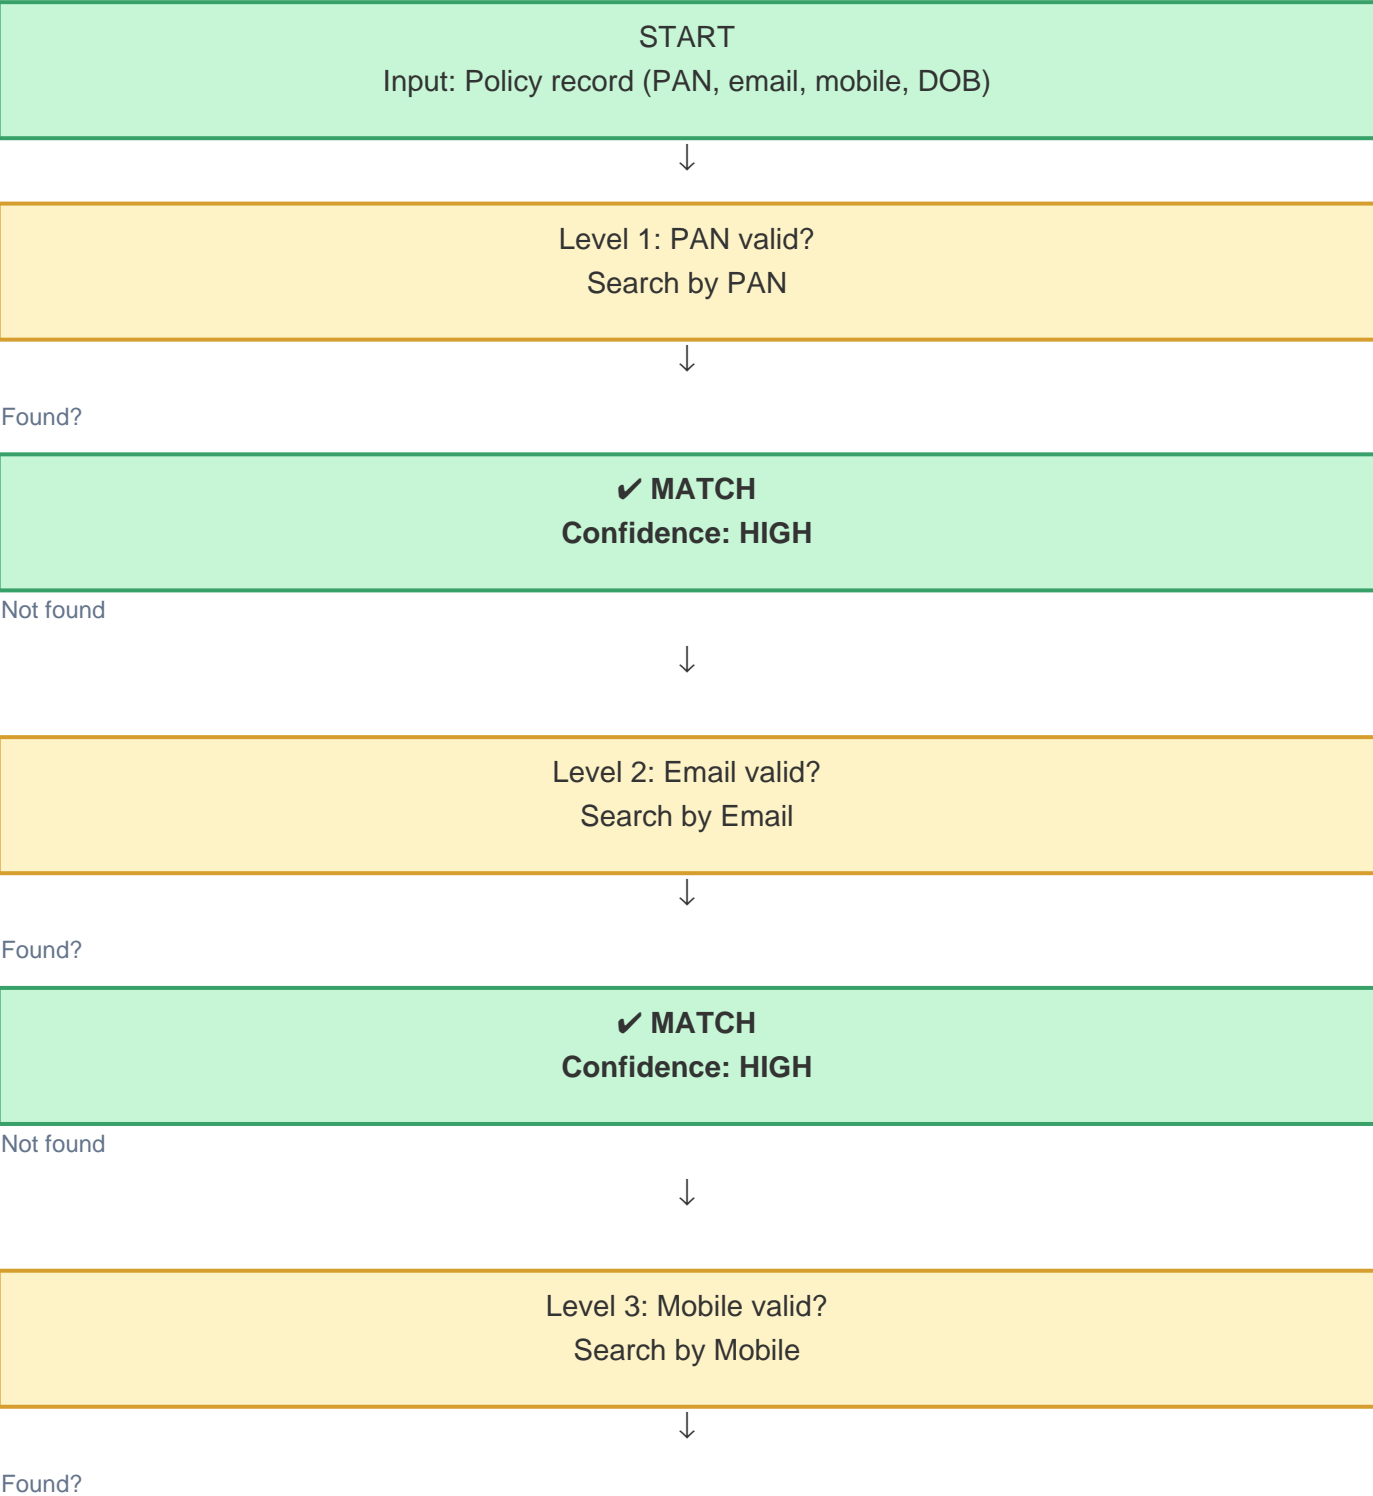 START
Input: Policy record (PAN, email, mobile, DOB)
↓
Level 1: PAN valid?
Search by PAN
↓
Found?
✔ MATCH
Confidence: HIGH
Not found
↓
Level 2: Email valid?
Search by Email
↓
Found?
✔ MATCH
Confidence: HIGH
Not found
↓
Level 3: Mobile valid?
Search by Mobile
↓
Found?